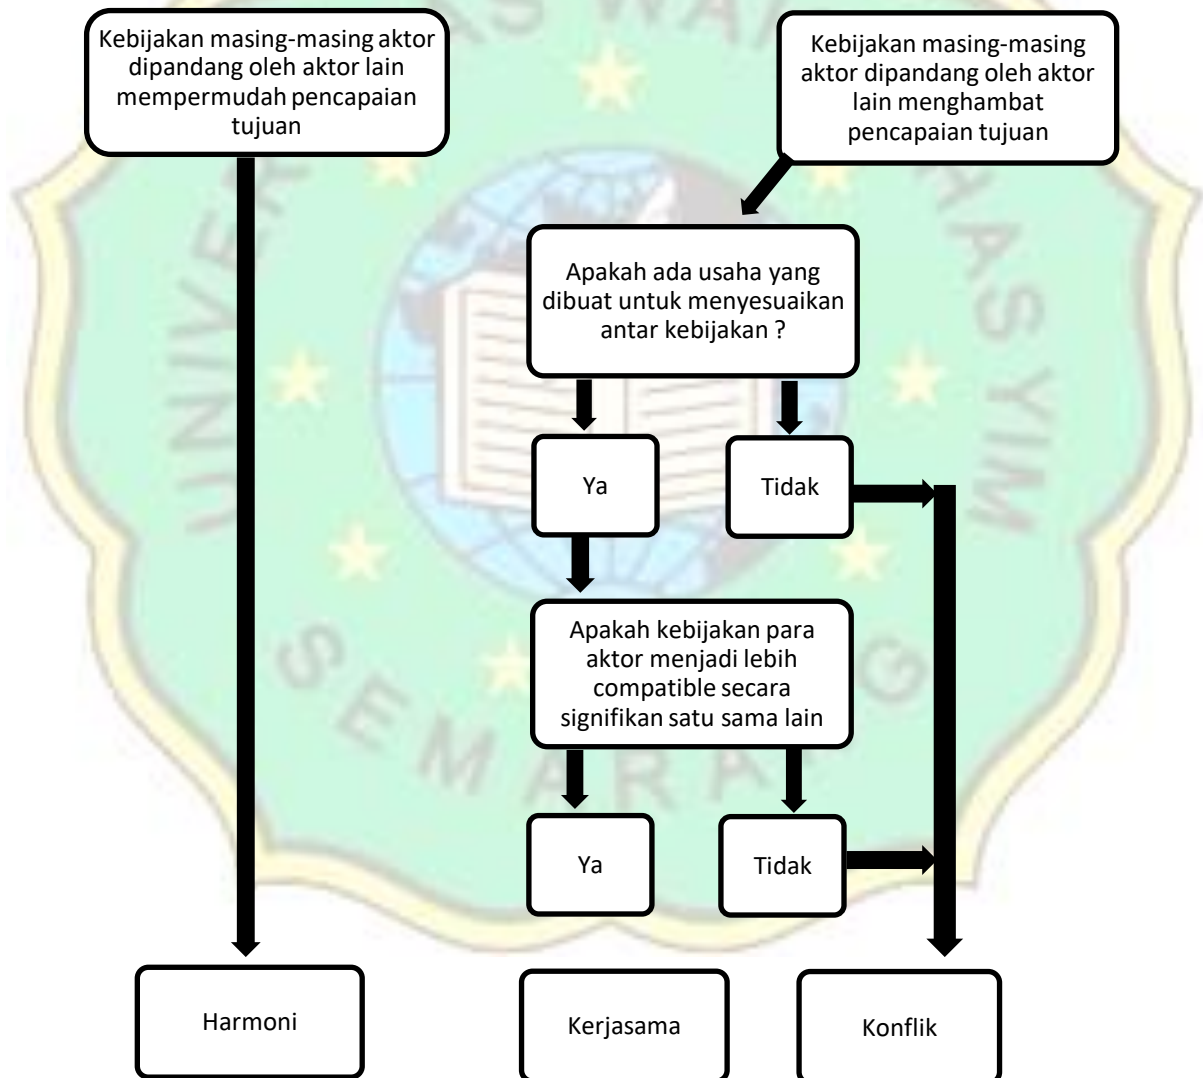 Kebijakan masing-masing aktor
dipandang oleh aktor lain
mempermudah pencapaian
tujuan
Kebijakan masing-masing
aktor dipandang oleh aktor
lain menghambat
pencapaian tujuan
Apakah ada usaha yang
dibuat untuk menyesuaikan
antar kebijakan ?
Ya
Tidak
Apakah kebijakan para
aktor menjadi lebih
compatible secara
signifikan satu sama lain
Ya
Tidak
Harmoni
Kerjasama
Konflik
HASYIM
SEMARANG